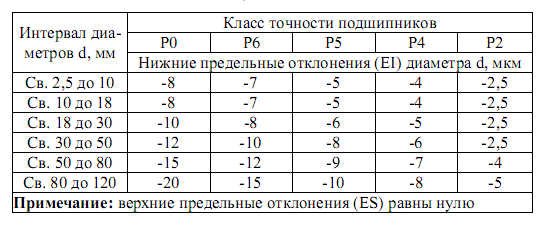 Интервал диа-
метров d, мм
Класс точности подшипников
P0 P6 P5 P4 P2
Нижние предельные отклонения (EI) диаметра d, мкм
Св. 2,5 до 10 -8 -7 -5 -4 -2,5
Св. 10 до 18 -8 -7 -5 -4 -2,5
Св. 18 до 30 -10 -8 -6 -5 -2,5
Св. 30 до 50 -12 -10 -8 -6 -2,5
Св. 50 до 80 -15 -12 -9 -7 -4
Св. 80 до 120 -20 -15 -10 -8 -5
Примечание: верхние предельные отклонения (ES) равны нулю